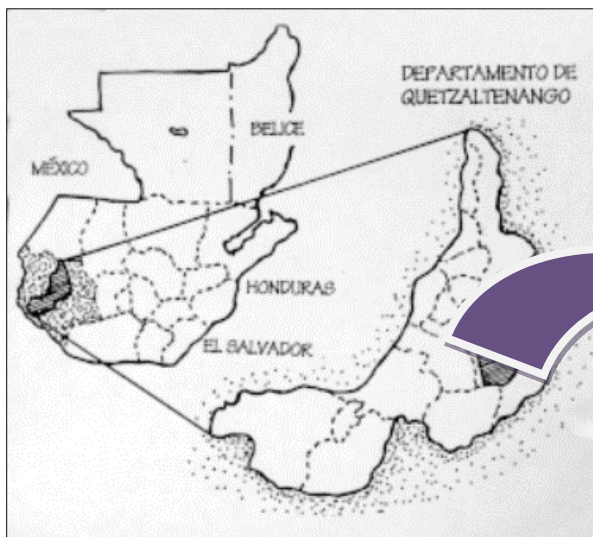 DEPARTAMENTO DE
QUETZALTENANGO
BELICE
MÉXICO
HONDURAS
EL SALVADOR